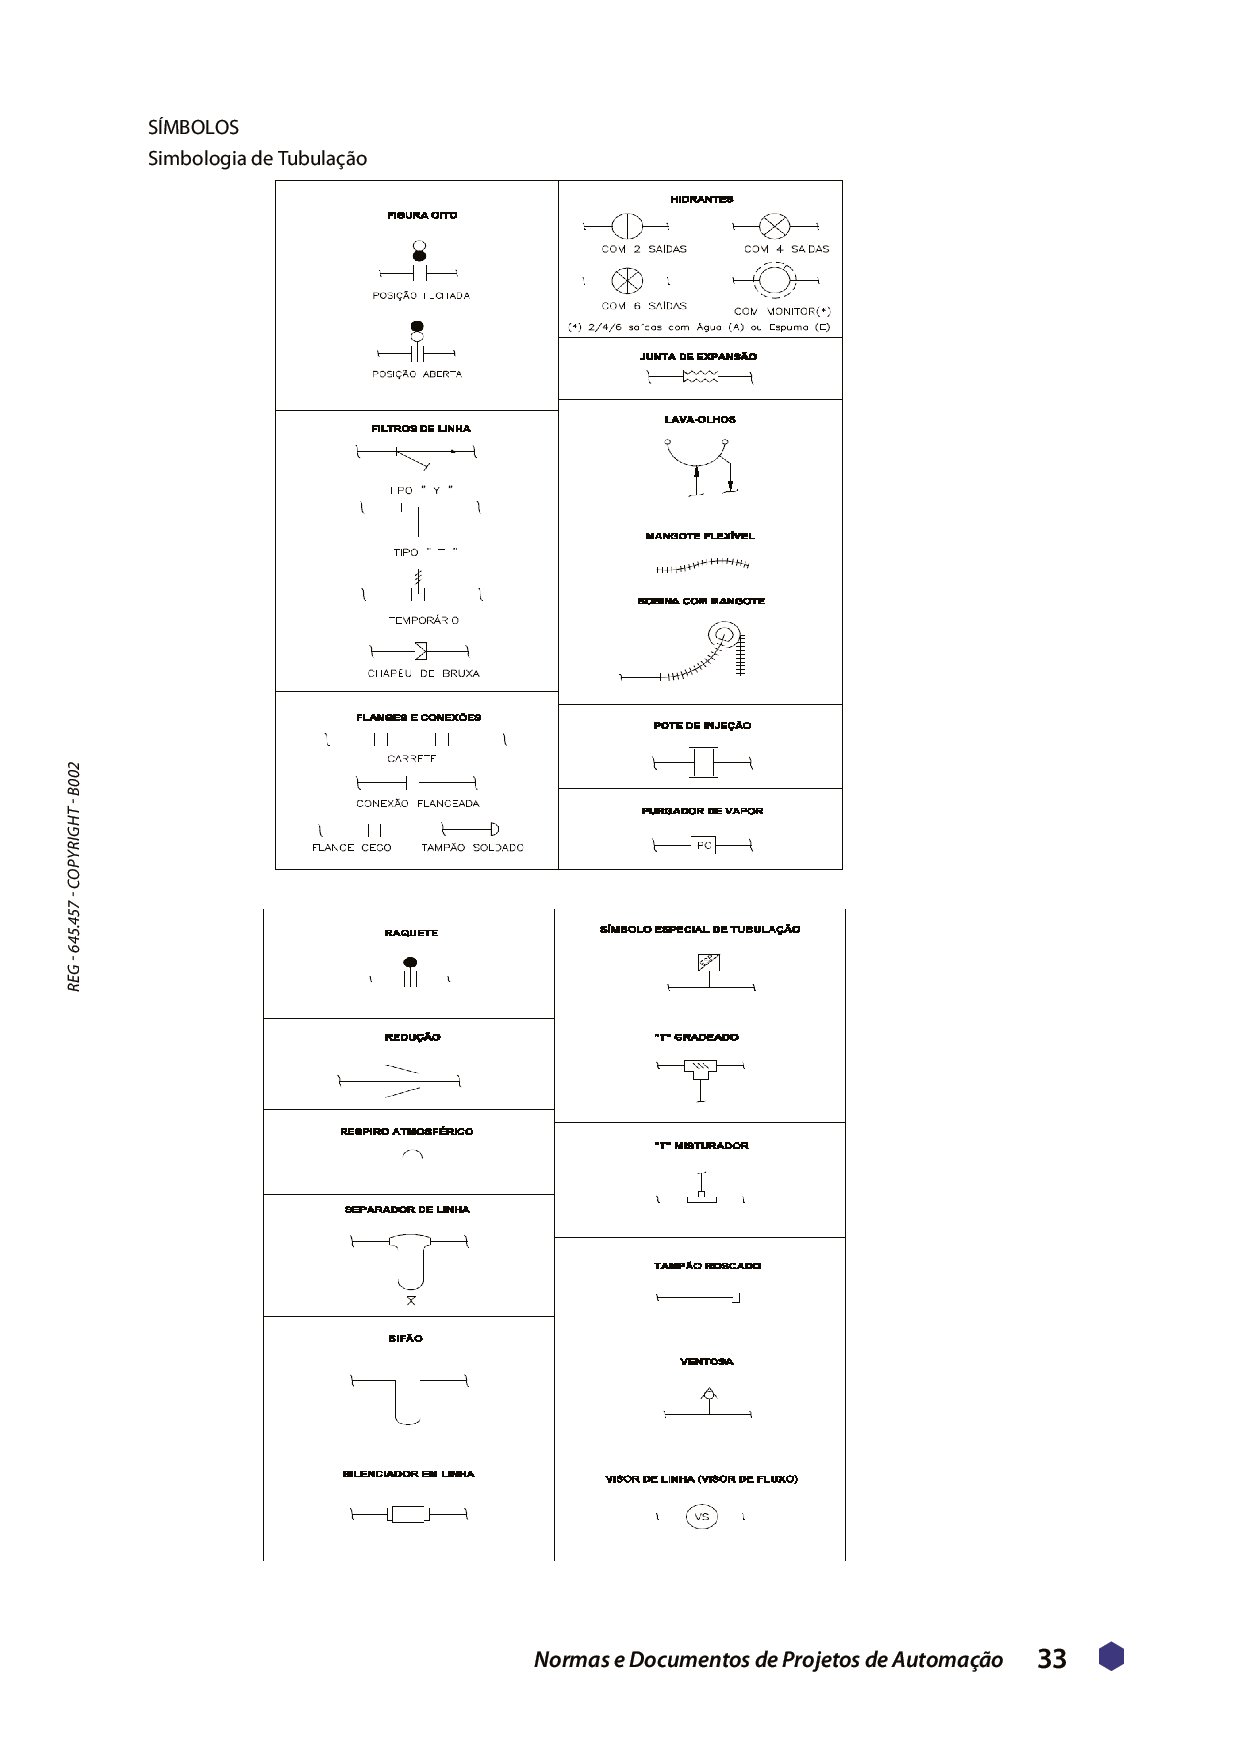 SÍMBOLOS
Simbologia de Tubulação
FIGURA OITO
POSIÇÃO FECHADA
POSIÇÃO ABERTA
FILTROS DE LINHA
TIPO " Y "
TIPO " T "
TEMPORÁRIO
CHAPEU DE BRUXA
FLANGES E CONEXÕES
CARRETE
CONEXÃO FLANGEADA
FLANGE CEGO TAMPÃO SOLDADO
HIDRANTES
COM 2 SAÍDAS COM 4 SAÍDAS
COM 6 SAÍDAS COM MONITOR(*)
(*) 2/4/6 saídas com Água (A) ou Espuma (E)
JUNTA DE EXPANSÃO
LAVA-OLHOS
MANGOTE FLEXÍVEL
BOBINA COM MANGOTE
POTE DE INJEÇÃO
PURGADOR DE VAPOR
PG
RAQUETE
REDUÇÃO
RESPIRO ATMOSFÉRICO
SEPARADOR DE LINHA
SIFÃO
SILENCIADOR EM LINHA
SÍMBOLO ESPECIAL DE TUBULAÇÃO
"T" GRADEADO
"T" MISTURADOR
TAMPÃO ROSCADO
VENTOSA
VISOR DE LINHA (VISOR DE FLUXO)
VS
REG - 645.457 - COPYRIGHT - B002
Normas e Documentos de Projetos de Automação 33